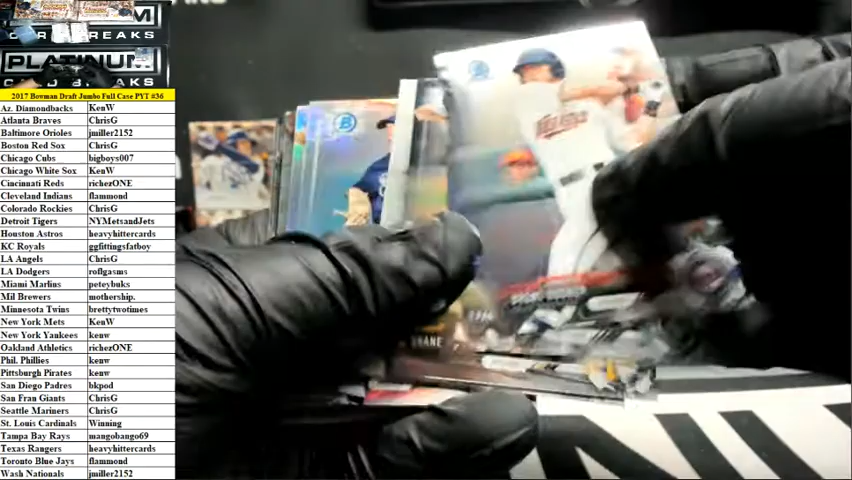 PLATINUM
2017 Bowman Draft Jumbo Full Case PYT #36
Az. Diamondbacks KenW
Atlanta Braves ChrisG
Baltimore Orioles jmiller2152
Boston Red Sox ChrisG
Chicago Cubs bigboys007
Chicago White Sox KenW
Cincinnati Reds richezONE
Cleveland Indians flammond
Colorado Rockies ChrisG
Detroit Tigers NYMetsandJets
Houston Astros heavyhittercards
KC Royals ggfittingsfatboy
LA Angels ChrisG
LA Dodgers roflgasms
Miami Marlins peteybuks
Mil Brewers mothership.
Minnesota Twins brettytwotimes
New York Mets KenW
New York Yankees kenw
Oakland Athletics richezONE
Phil. Phillies kenw
Pittsburgh Pirates kenw
San Diego Padres bkpod
San Fran Giants ChrisG
Seattle Mariners ChrisG
St. Louis Cardinals Winning
Tampa Bay Rays mangobango69
Texas Rangers heavyhittercards
Toronto Blue Jays flammond
Wash Nationals jmiller2152